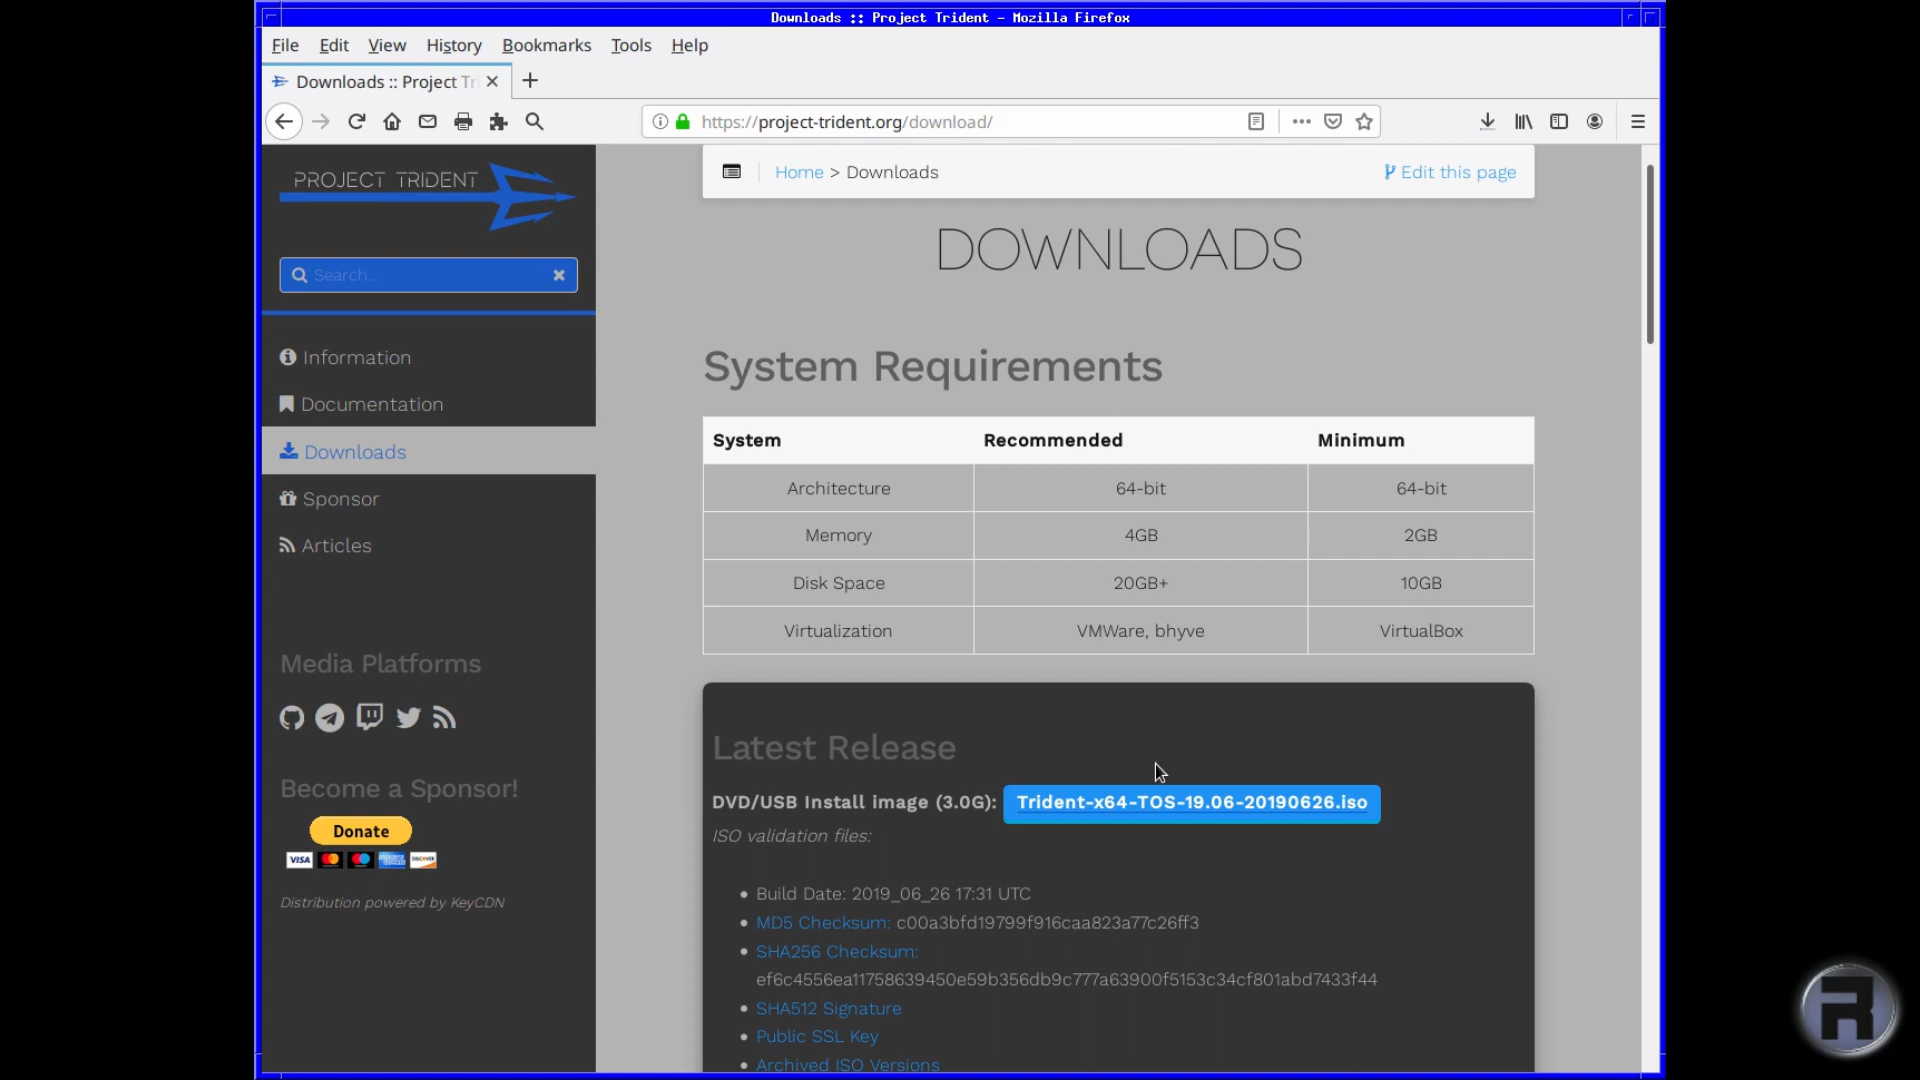 Downloads :: Project Trident - Mozilla Firefox
File Edit View History Bookmarks Tools Help
Downloads :: Project Tr
https://project-trident.org/download/
PROJECT TRIDENT
Search...
Information
Documentation
Downloads
Sponsor
Articles
Media Platforms
Become a Sponsor!
Donate
VISA
DISCOVER
Distribution powered by KeyCDN
Home > Downloads
Edit this page
DOWNLOADS
System Requirements
System Recommended Minimum
Architecture 64-bit 64-bit
Memory 4GB 2GB
Disk Space 20GB+ 10GB
Virtualization VMWare, bhyve VirtualBox
Latest Release
DVD/USB Install image (3.0G): Trident-x64-TOS-19.06-20190626.iso
ISO validation files:
Build Date: 2019_06_26 17:31 UTC
MD5 Checksum: c00a3bfd19799f916caa823a77c26ff3
SHA256 Checksum:
ef6c4556ea11758639450e59b356db9c777a63900f5153c34cf801abd7433f44
SHA512 Signature
Public SSL Key
Archived ISO Versions
R